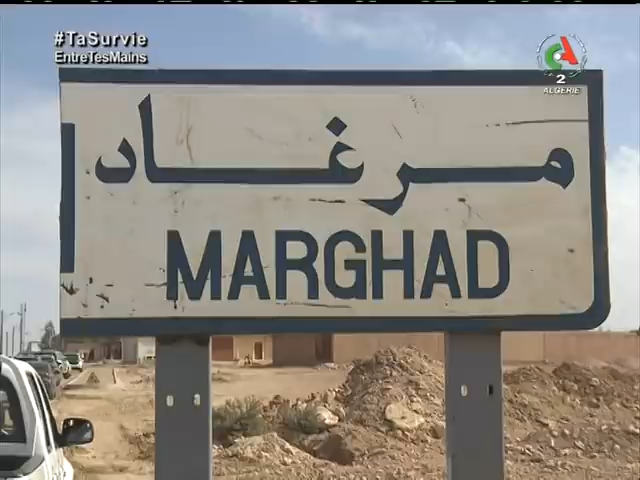 #TaSurvie
EntreTesMains
2
ALGERIE
مرغاد
MARGHAD